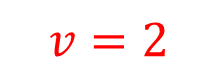 v = 2